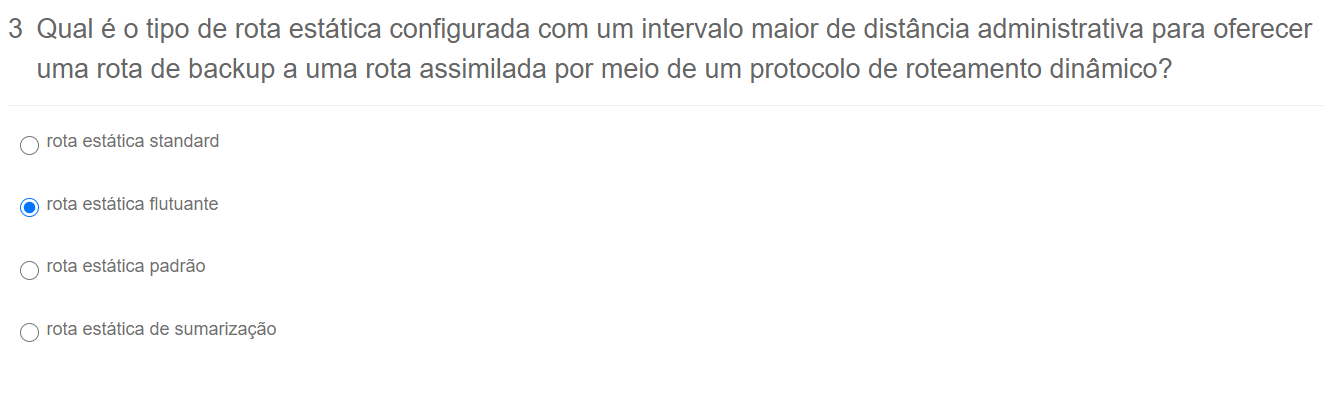 3 Qual é o tipo de rota estática configurada com um intervalo maior de distância administrativa para oferecer
uma rota de backup a uma rota assimilada por meio de um protocolo de roteamento dinâmico?
rota estática standard
rota estática flutuante
rota estática padrão
rota estática de sumarização